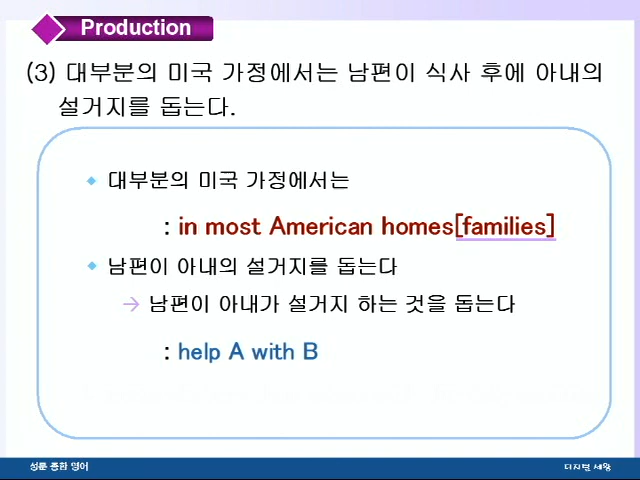 Production
(3) 대부분의 미국 가정에서는 남편이 식사 후에 아내의
설거지를 돕는다.
대부분의 미국 가정에서는
: in most American homes[families]
남편이 아내의 설거지를 돕는다
→ 남편이 아내가 설거지 하는 것을 돕는다
: help A with B
성문 종합 영어
디지털 세왕